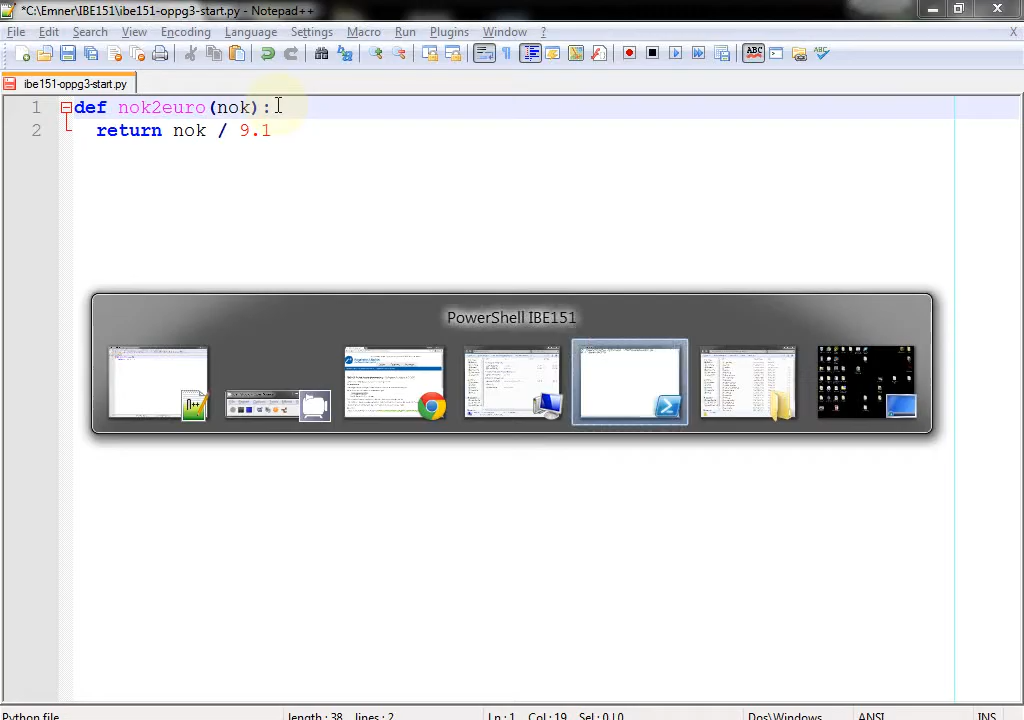 *C:\Emner\IBE151\ibe151-oppg3-start.py - Notepad++
File Edit Search View Encoding Language Settings Macro Run Plugins Window ? X
ibe151-oppg3-start.py
1 def nok2euro(nok):
2 return nok / 9.1
PowerShell IBE151
Python file length : 38 lines : 2 Ln : 1 Col : 19 Sel : 0 | 0 Dos\Windows ANSI INS